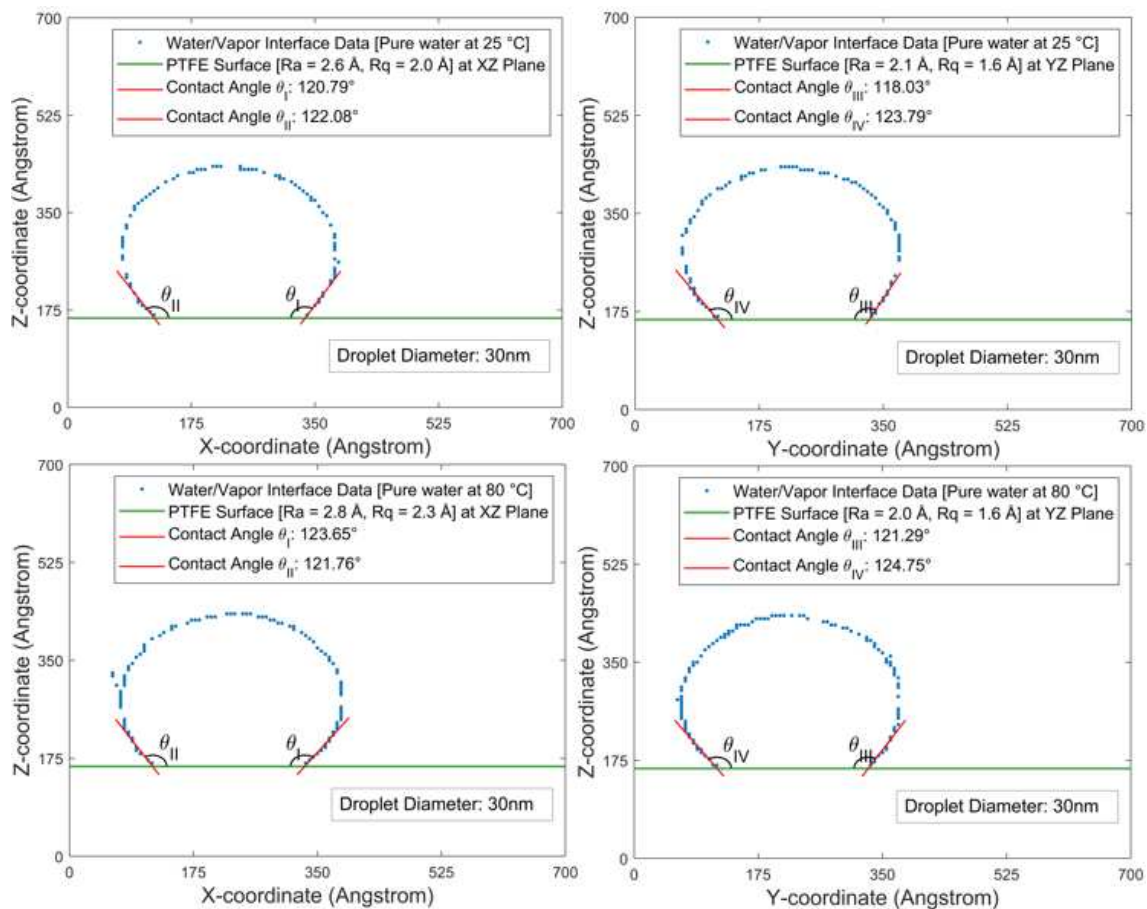 700
Water/Vapor Interface Data [Pure water at 25 °C]
PTFE Surface [Ra = 2.6 Å, Rq = 2.0 Å] at XZ Plane
Contact Angle θI: 120.79°
Contact Angle θII: 122.08°
525
Z-coordinate (Angstrom)
350
θII
θI
175
Droplet Diameter: 30nm
0
0 175 350 525 700
X-coordinate (Angstrom)
700
Water/Vapor Interface Data [Pure water at 25 °C]
PTFE Surface [Ra = 2.1 Å, Rq = 1.6 Å] at YZ Plane
Contact Angle θIII: 118.03°
Contact Angle θIV: 123.79°
525
Z-coordinate (Angstrom)
350
θIV
θIII
175
Droplet Diameter: 30nm
0
0 175 350 525 700
Y-coordinate (Angstrom)
700
Water/Vapor Interface Data [Pure water at 80 °C]
PTFE Surface [Ra = 2.8 Å, Rq = 2.3 Å] at XZ Plane
Contact Angle θI: 123.65°
Contact Angle θII: 121.76°
525
Z-coordinate (Angstrom)
350
θII
θI
175
Droplet Diameter: 30nm
0
0 175 350 525 700
X-coordinate (Angstrom)
700
Water/Vapor Interface Data [Pure water at 80 °C]
PTFE Surface [Ra = 2.0 Å, Rq = 1.6 Å] at YZ Plane
Contact Angle θIII: 121.29°
Contact Angle θIV: 124.75°
525
Z-coordinate (Angstrom)
350
θIV
θIII
175
Droplet Diameter: 30nm
0
0 175 350 525 700
Y-coordinate (Angstrom)